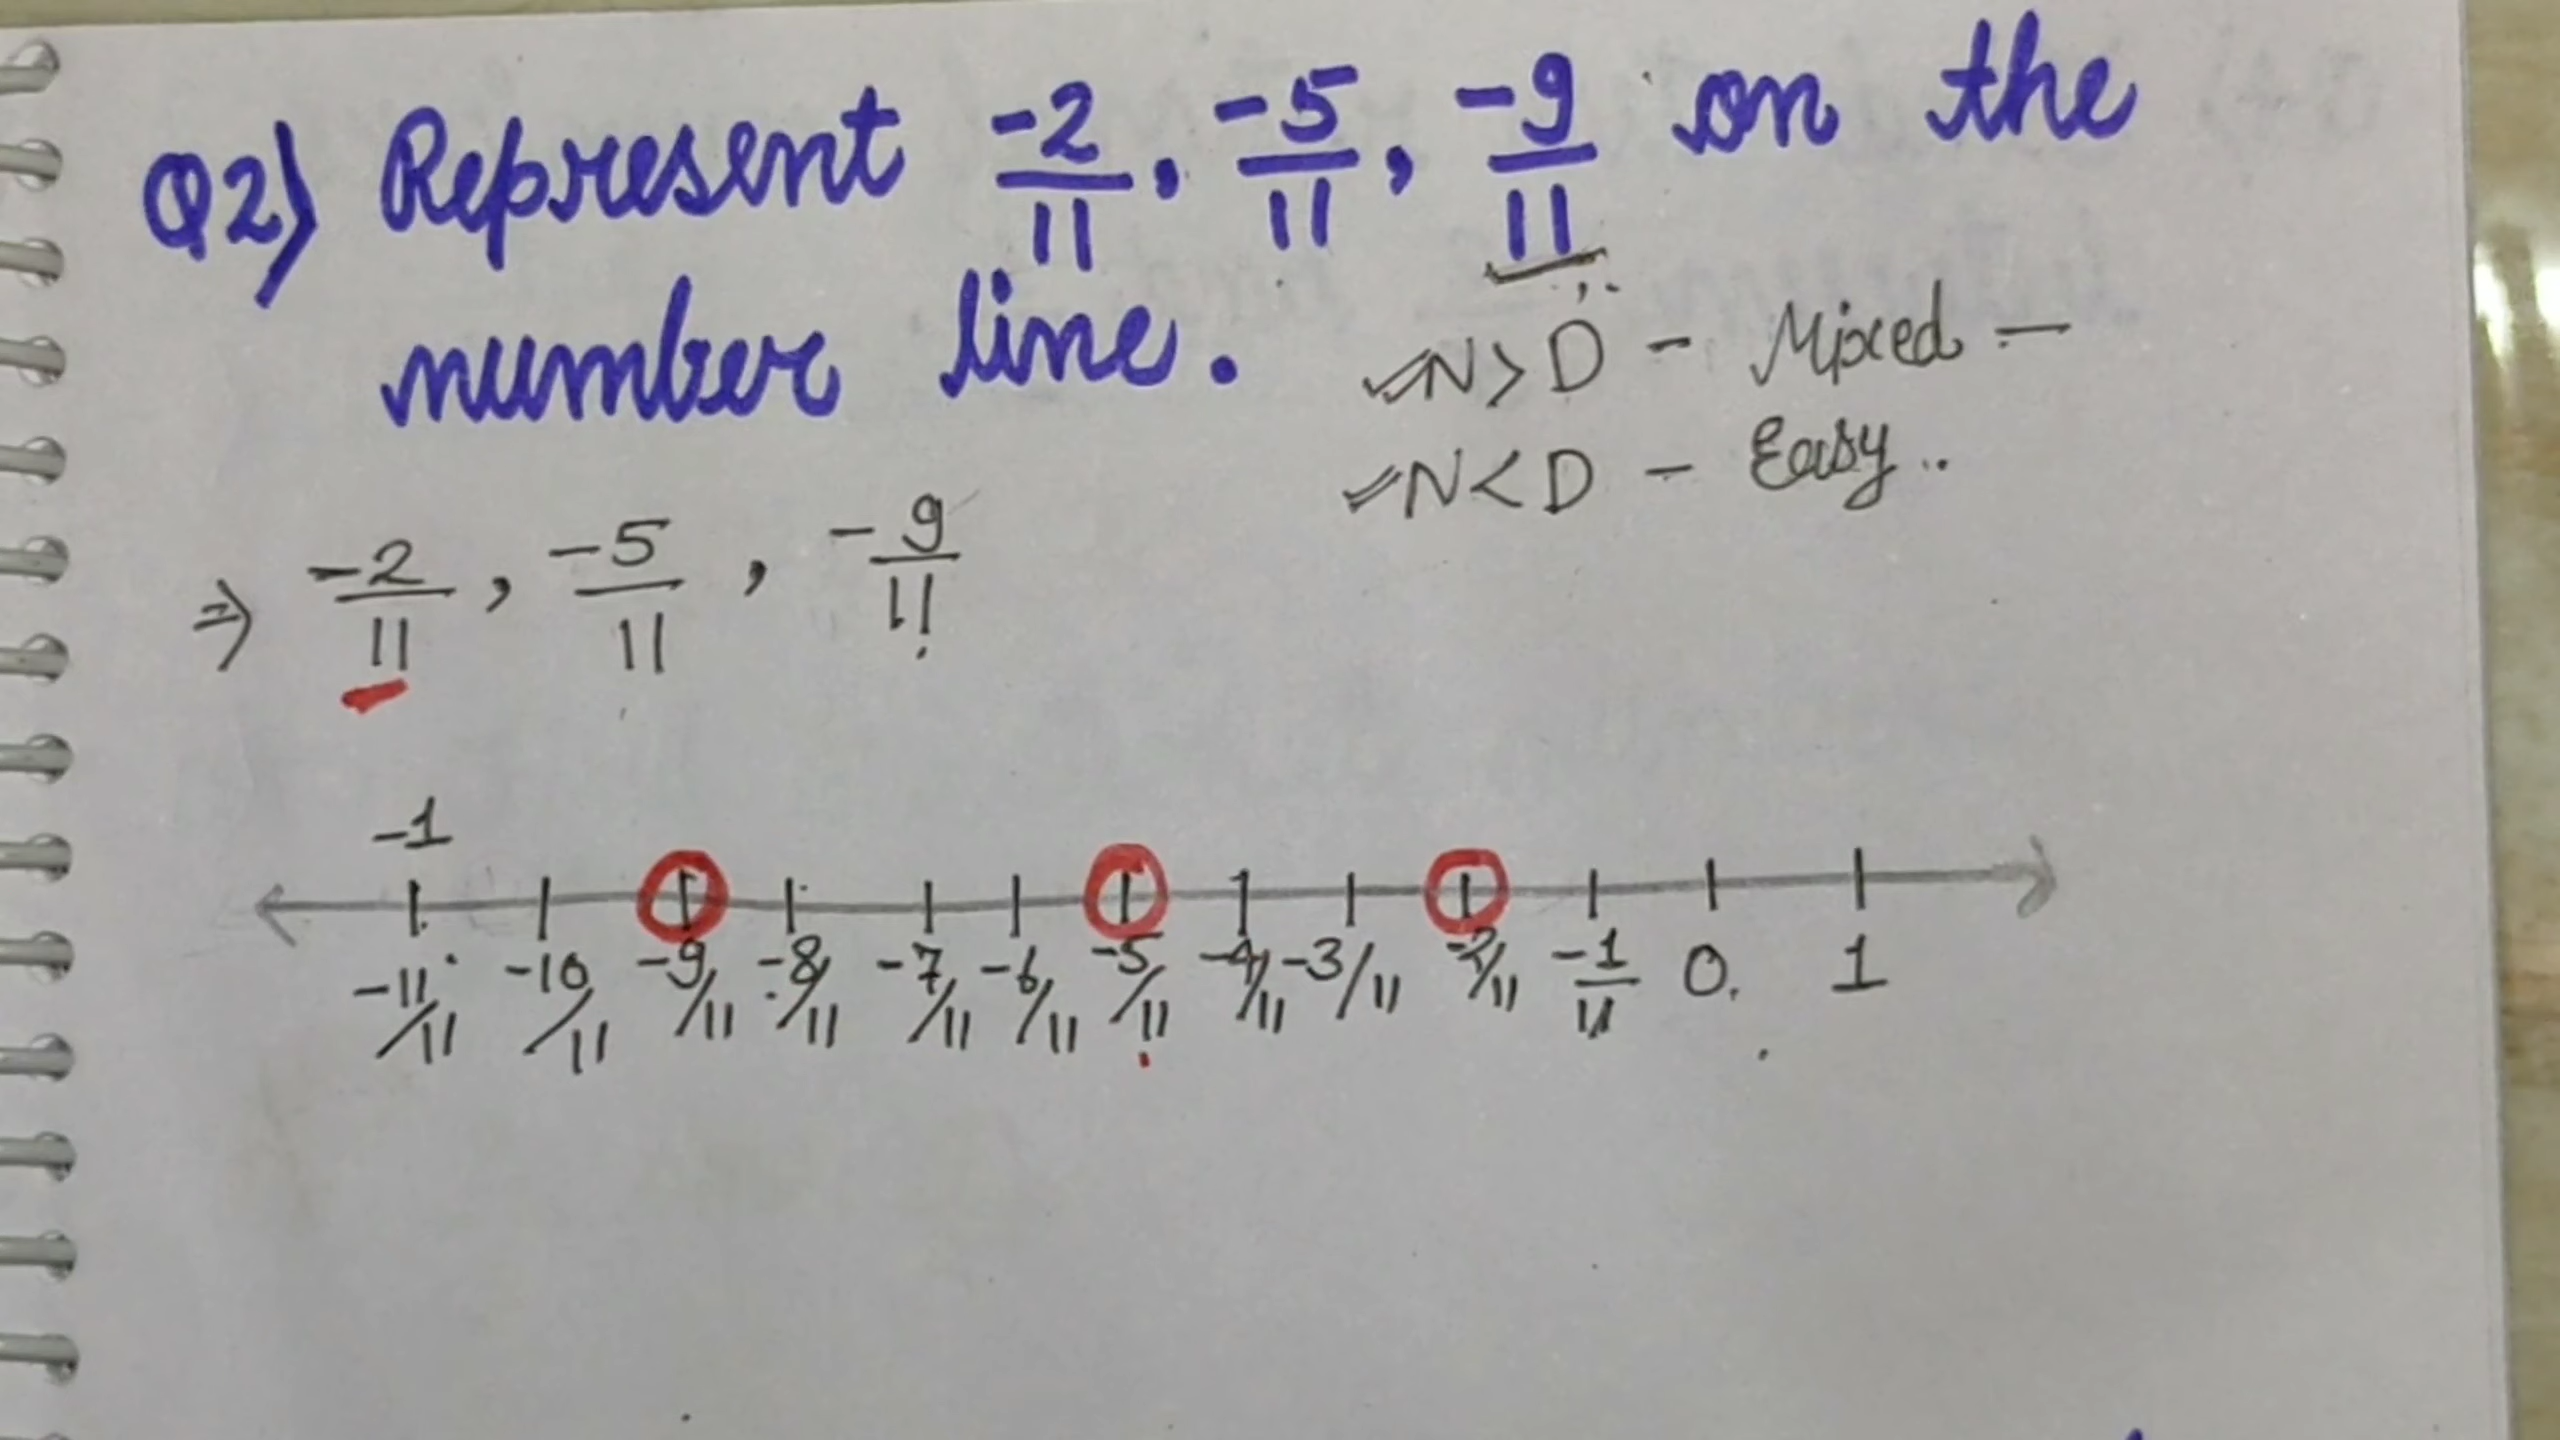 Q2) Represent -2/11, -5/11, -9/11 on the
number line.
N>D - Mixed -
N<D - Easy..
⇒ -2/11, -5/11, -9/11
-1
-11/11 -10/11 -9/11 -8/11 -7/11 -6/11 -5/11 -4/11 -3/11 -2/11 -1/11 0. 1